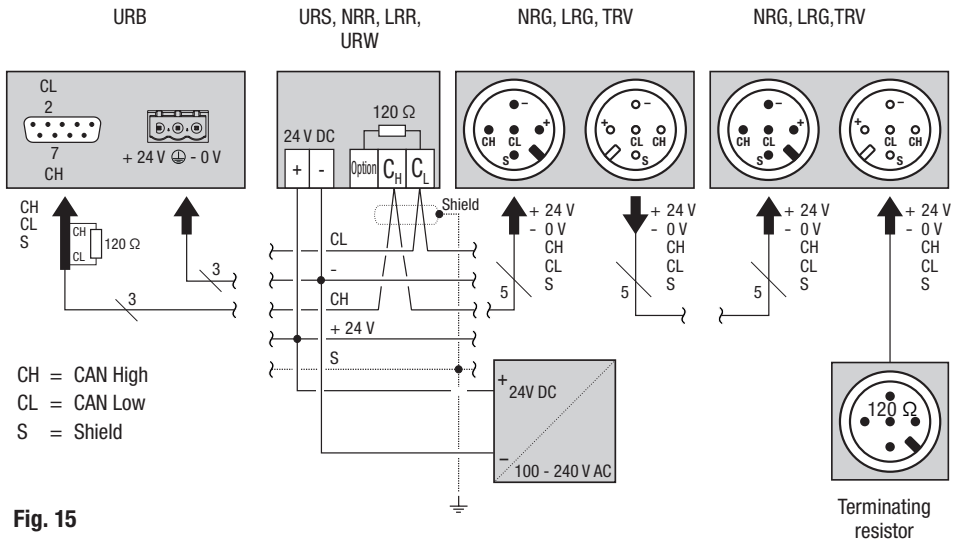 URB
URS, NRR, LRR,
URW
NRG, LRG, TRV
NRG, LRG,TRV
CL
2
7
CH
+ 24 V ⏚ - 0 V
120 Ω
24 V DC
+ -
Option CH CL
-
+
CH CL
S
-
+
CL CH
S
-
+
CH CL
S
-
+
CL CH
S
CH
CL
S
CH
CL
120 Ω
3
3
Shield
CL
-
CH
+ 24 V
S
+ 24 V
- 0 V
CH
CL
S
5
+ 24 V
- 0 V
CH
CL
S
5
+ 24 V
- 0 V
CH
CL
S
5
+ 24 V
- 0 V
CH
CL
S
CH = CAN High
CL = CAN Low
S = Shield
+
24V DC
-
100 - 240 V AC
120 Ω
Terminating
resistor
Fig. 15